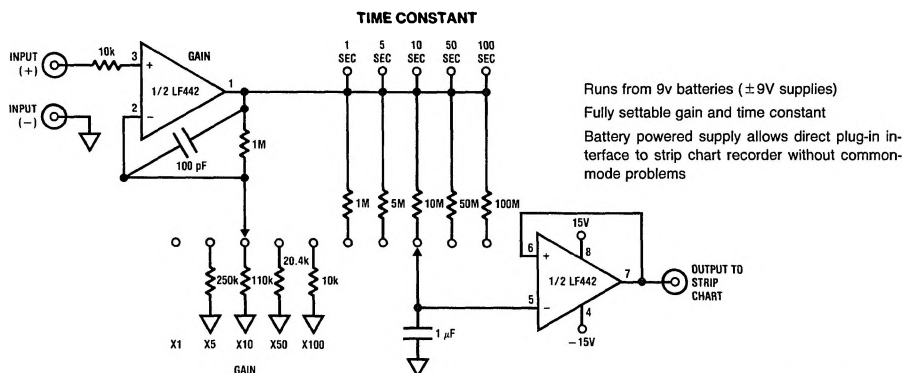 TIME CONSTANT
1 SEC
5 SEC
10 SEC
50 SEC
100 SEC
INPUT (+)
10k
3
+
GAIN
1/2 LF442
1
INPUT (−)
2
−
100 pF
1M
Runs from 9v batteries (±9V supplies)
Fully settable gain and time constant
Battery powered supply allows direct plug-in in-
terface to strip chart recorder without common-
mode problems
1M
5M
10M
50M
100M
250k
110k
20.4k
10k
X1
X5
X10
X50
X100
GAIN
1 μF
6
+
15V
8
1/2 LF442
7
5
−
4
−15V
OUTPUT TO
STRIP
CHART